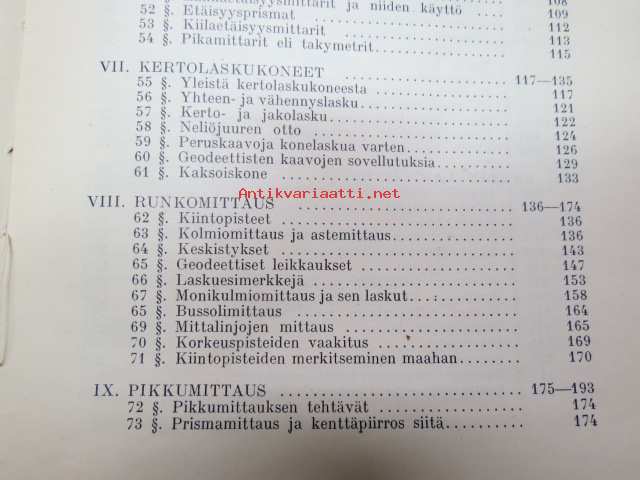 ja niiden käyttö .... 108
52 §. Etäisyysprismat .... 109
53 §. Kiilaetäisyysmittarit .... 112
54 §. Pikamittarit eli takymetrit .... 113
115
VII. KERTOLASKUKONEET .... 117—135
55 §. Yleistä kertolaskukoneesta .... 117
56 §. Yhteen- ja vähennyslasku .... 121
57 §. Kerto- ja jakolasku .... 122
58 §. Neliöjuuren otto .... 124
59 §. Peruskaavoja konelaskua varten .... 126
60 §. Geodeettisten kaavojen sovellutuksia .... 129
61 §. Kaksoiskone .... 133
Antikvariaatti.net
VIII. RUNKOMITTAUS .... 136—174
62 §. Kiintopisteet .... 136
63 §. Kolmiomittaus ja astemittaus .... 136
64 §. Keskistykset .... 143
65 §. Geodeettiset leikkaukset .... 147
66 §. Laskuesimerkkejä .... 153
67 §. Monikulmiomittaus ja sen laskut .... 158
65 §. Bussolimittaus .... 164
69 §. Mittalinjojen mittaus .... 165
70 §. Korkeuspisteiden vaakitus .... 169
71 §. Kiintopisteiden merkitseminen maahan .... 170
IX. PIKKUMITTAUS .... 175—193
72 §. Pikkumittauksen tehtävät .... 174
73 §. Prismamittaus ja kenttäpiirros siitä .... 174